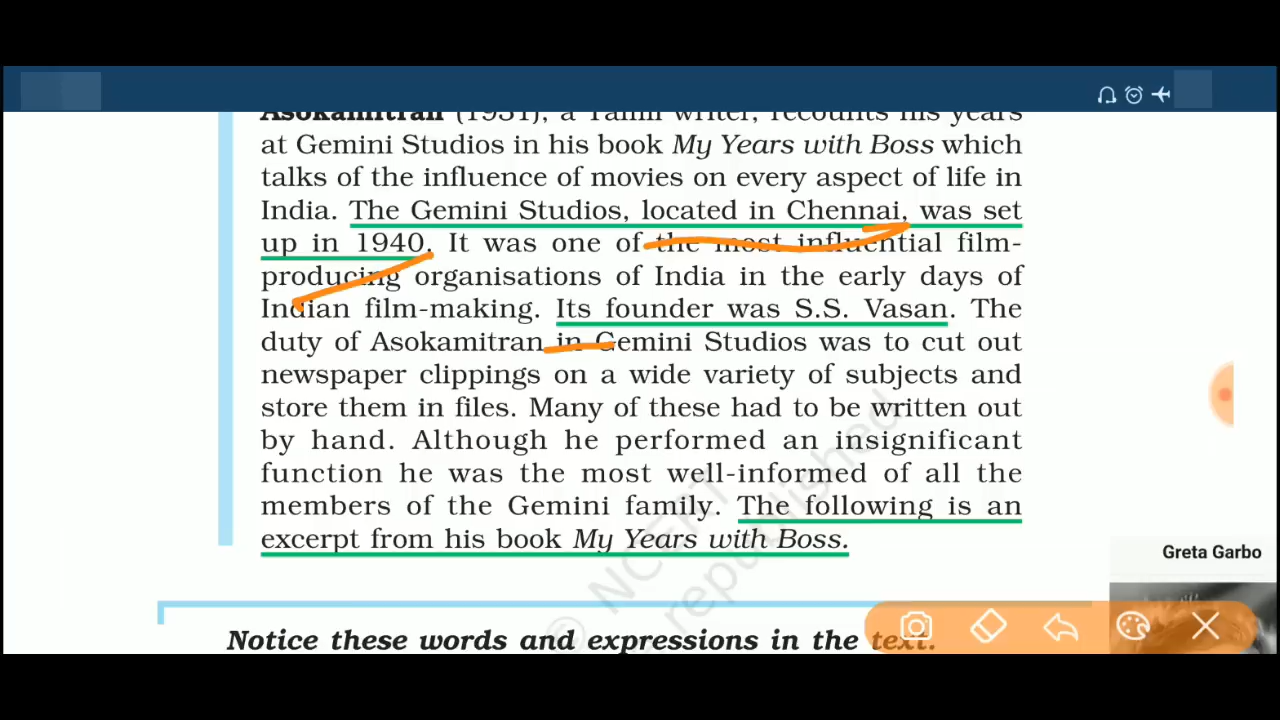 Asokamitran (1931), a Tamil writer, recounts his years
at Gemini Studios in his book My Years with Boss which
talks of the influence of movies on every aspect of life in
India. The Gemini Studios, located in Chennai, was set
up in 1940. It was one of the most influential film-
producing organisations of India in the early days of
Indian film-making. Its founder was S.S. Vasan. The
duty of Asokamitran in Gemini Studios was to cut out
newspaper clippings on a wide variety of subjects and
store them in files. Many of these had to be written out
by hand. Although he performed an insignificant
function he was the most well-informed of all the
members of the Gemini family. The following is an
excerpt from his book My Years with Boss.
Greta Garbo
Notice these words and expressions in the text.
© NCERT
republished